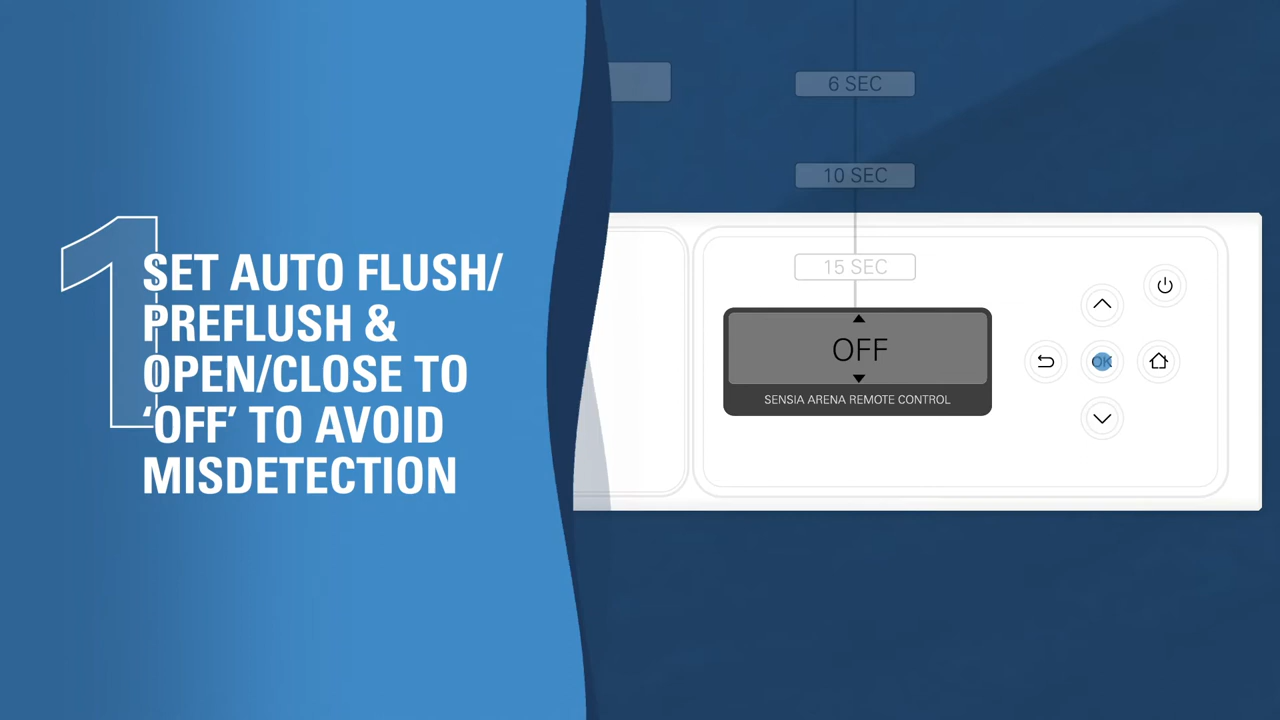 1
SET AUTO FLUSH/
PREFLUSH &
OPEN/CLOSE TO
‘OFF’ TO AVOID
MISDETECTION
6 SEC
10 SEC
15 SEC
OFF
SENSIA ARENA REMOTE CONTROL
OK